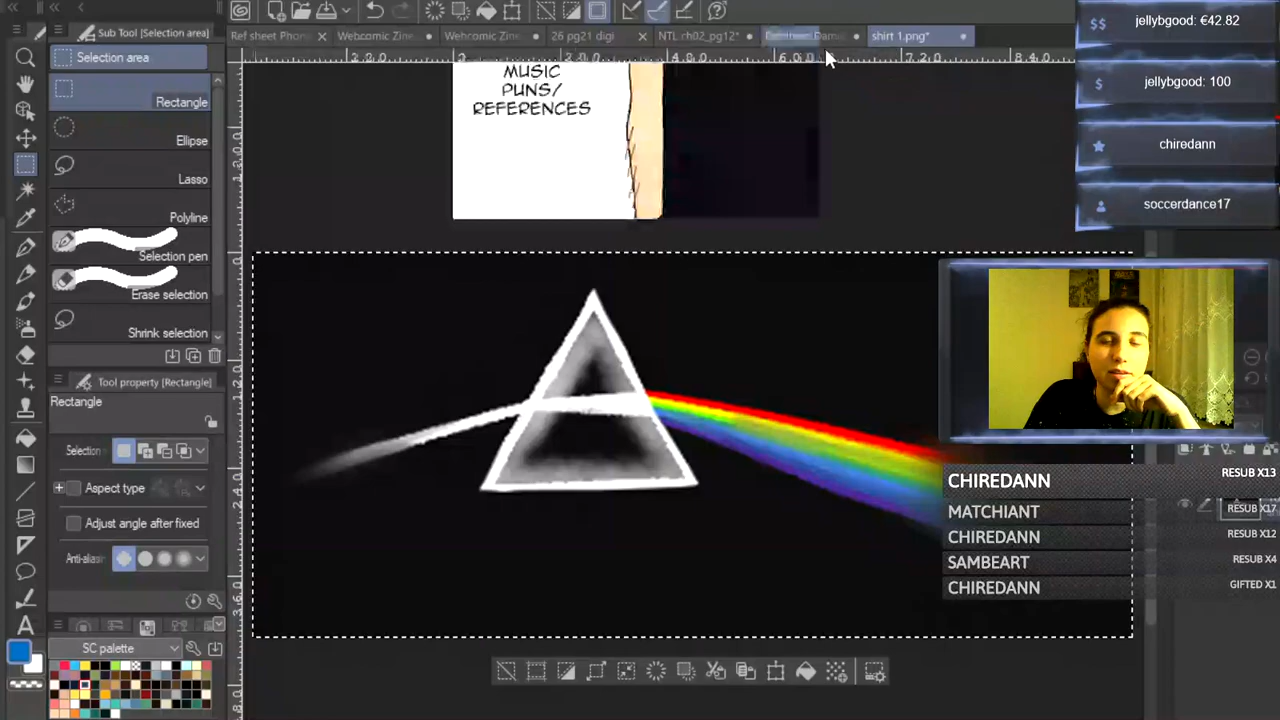 Sub Tool [Selection area]
Selection area
Rectangle
Ellipse
Lasso
Polyline
Selection pen
Erase selection
Shrink selection
Tool property [Rectangle]
Rectangle
Selection
Aspect type
Adjust angle after fixed
Anti-aliasin
SC palette
Ref sheet Phon
Webcomic Zine
Webcomic Zine
26 pg21 digi
NTL ch02_pg12*
shirt 1.png*
MUSIC
PUNS/
REFERENCES
jellybgood: €42.82
jellybgood: 100
chiredann
soccerdance17
CHIREDANN RESUB X13
MATCHIANT RESUB X17
CHIREDANN RESUB X12
SAMBEART RESUB X4
CHIREDANN GIFTED X1